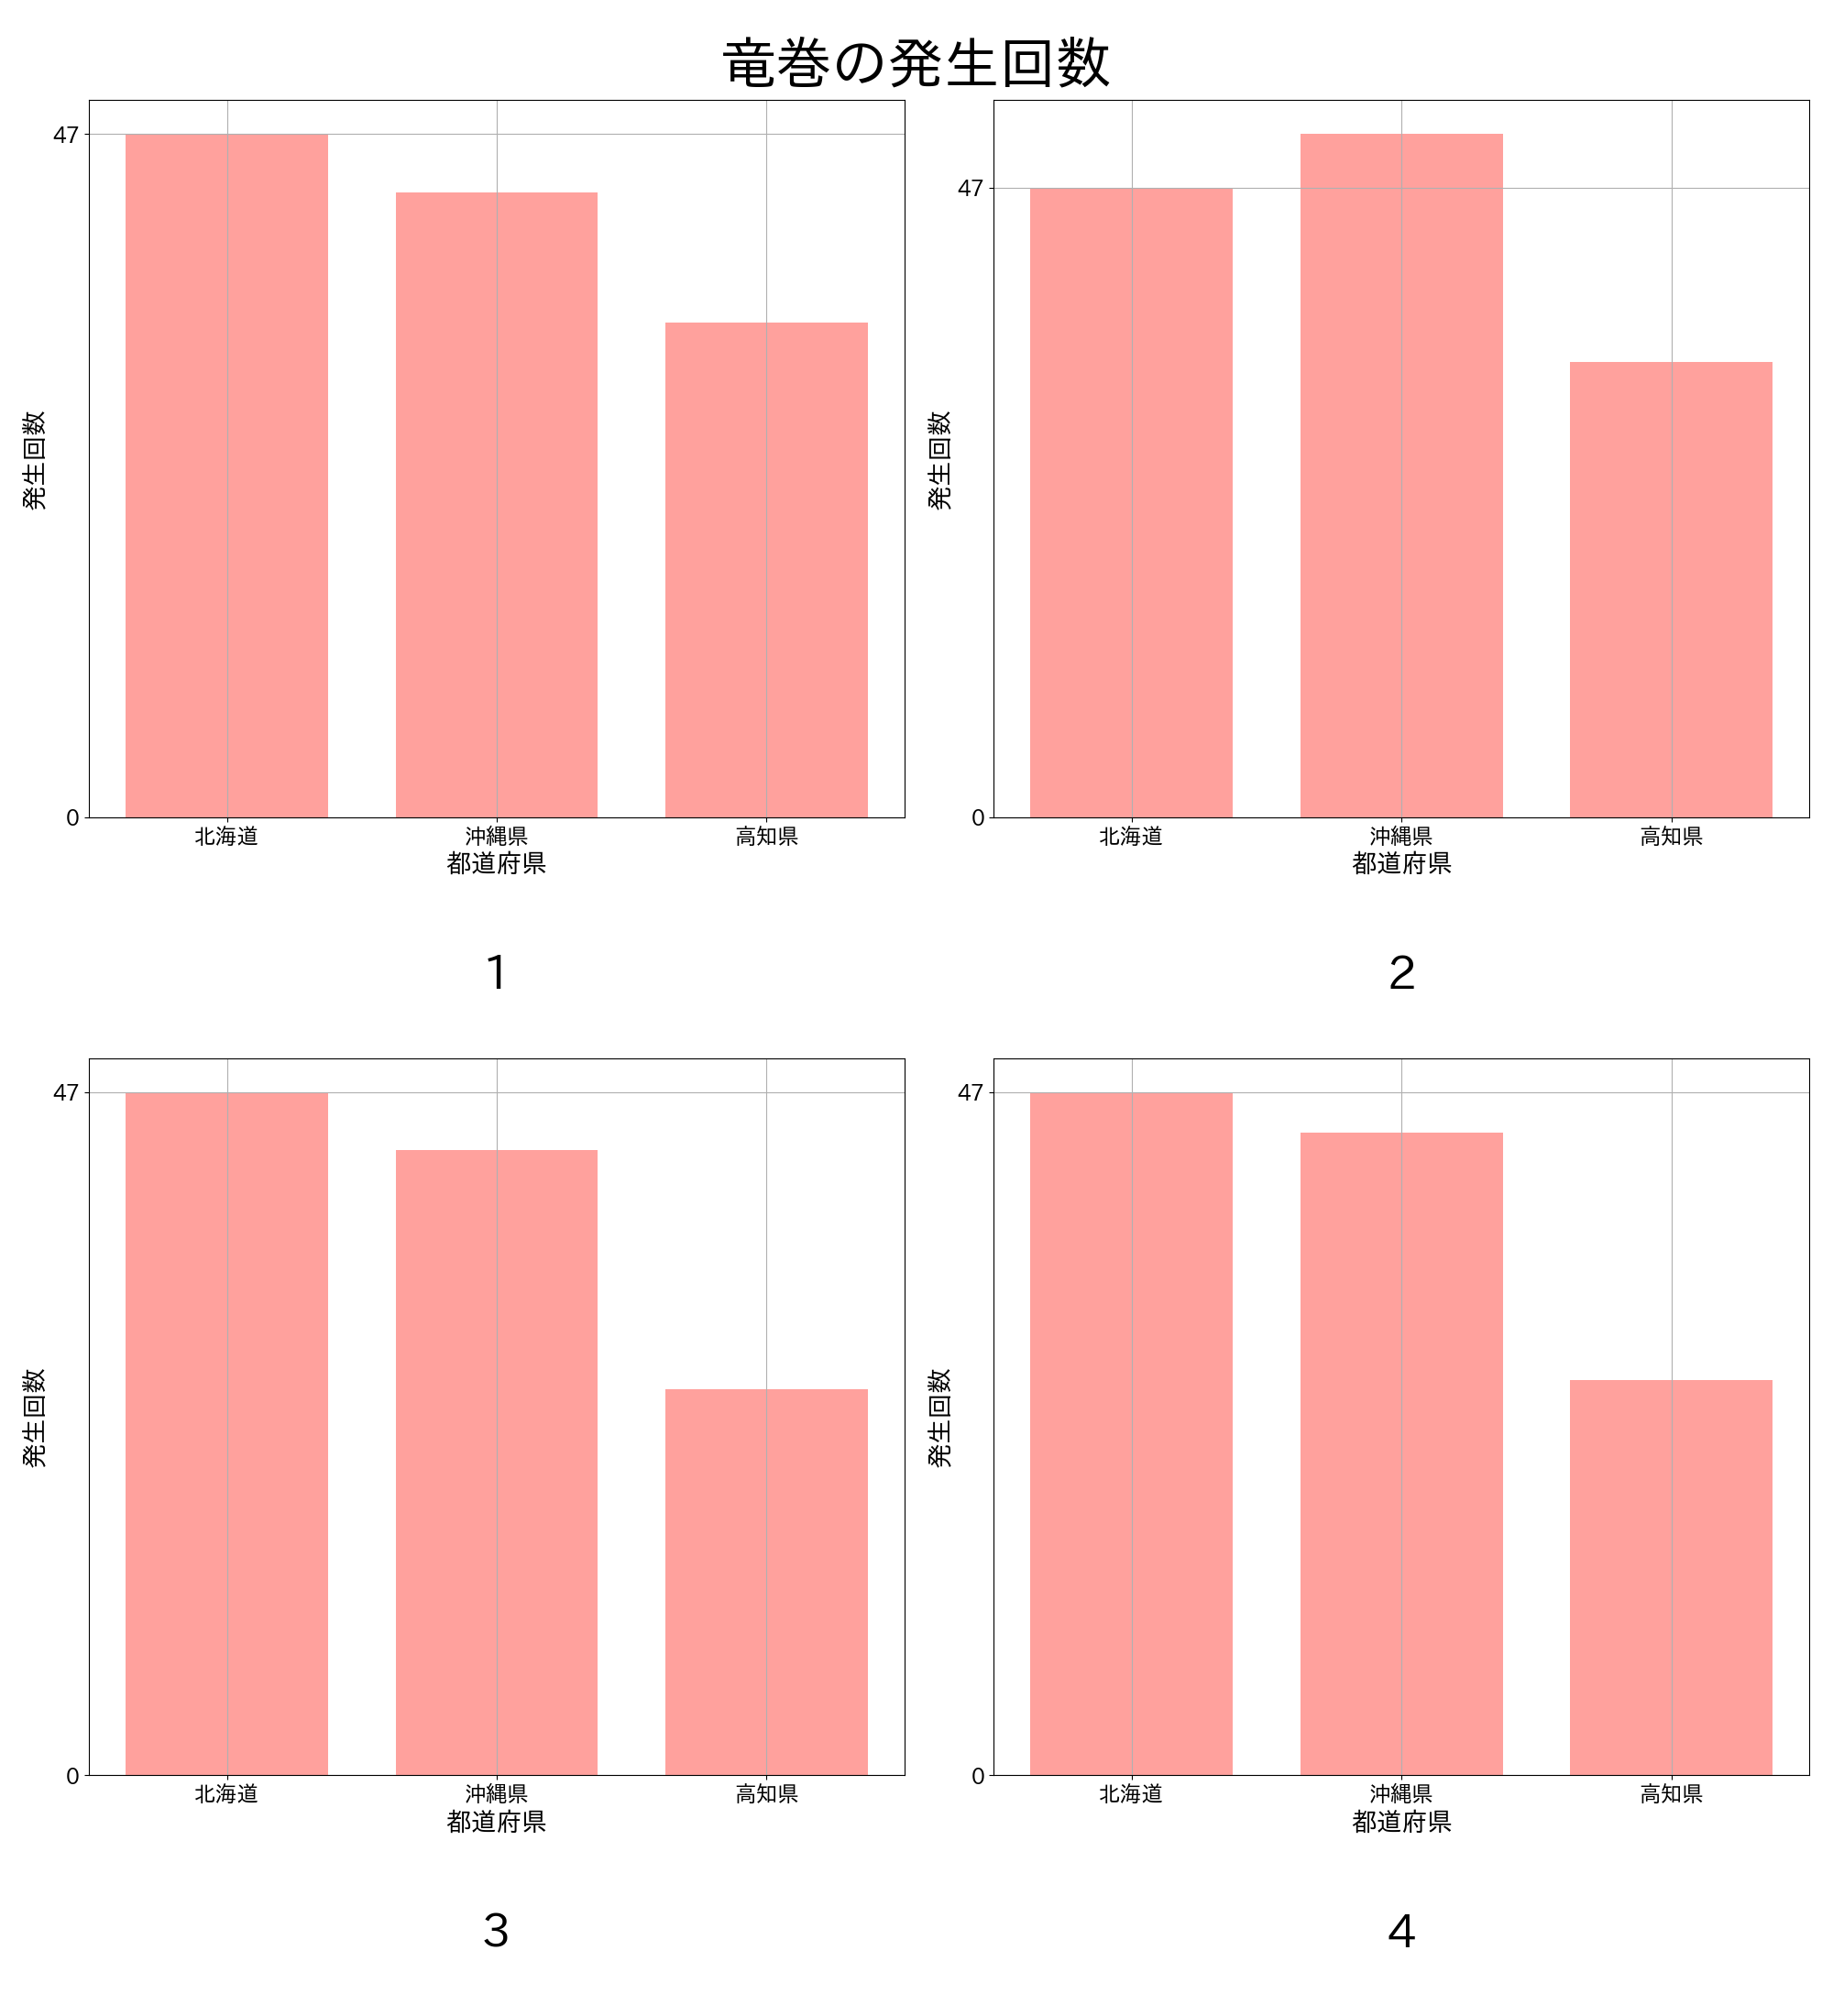 竜巻の発生回数
47
0
発生回数
北海道 沖縄県 高知県
都道府県
1
47
0
発生回数
北海道 沖縄県 高知県
都道府県
2
47
0
発生回数
北海道 沖縄県 高知県
都道府県
3
47
0
発生回数
北海道 沖縄県 高知県
都道府県
4